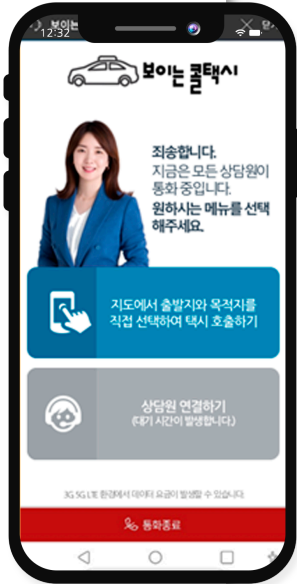 보이는
12:32
보이는 콜택시
죄송합니다.
지금은 모든 상담원이
통화 중입니다.
원하시는 메뉴를 선택
해주세요.
지도에서 출발지와 목적지를
직접 선택하여 택시 호출하기
상담원 연결하기
(대기 시간이 발생합니다.)
3G 5G LTE 환경에서 데이터 요금이 발생할 수 있습니다.
통화종료